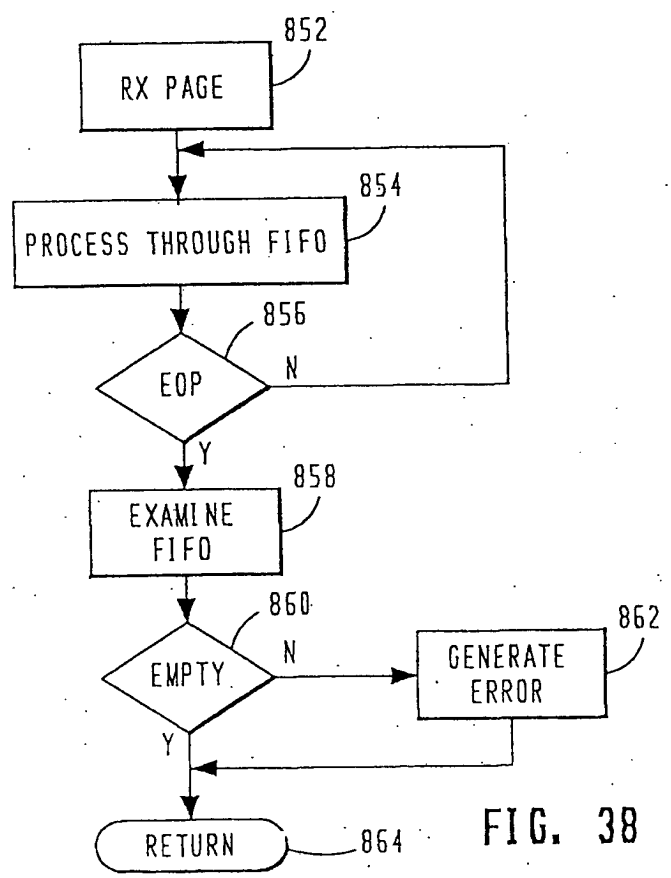 852
RX PAGE
854
PROCESS THROUGH FIFO
856
EOP
N
Y
858
EXAMINE
FIFO
860
EMPTY
N
862
GENERATE
ERROR
Y
RETURN
864
FIG. 38